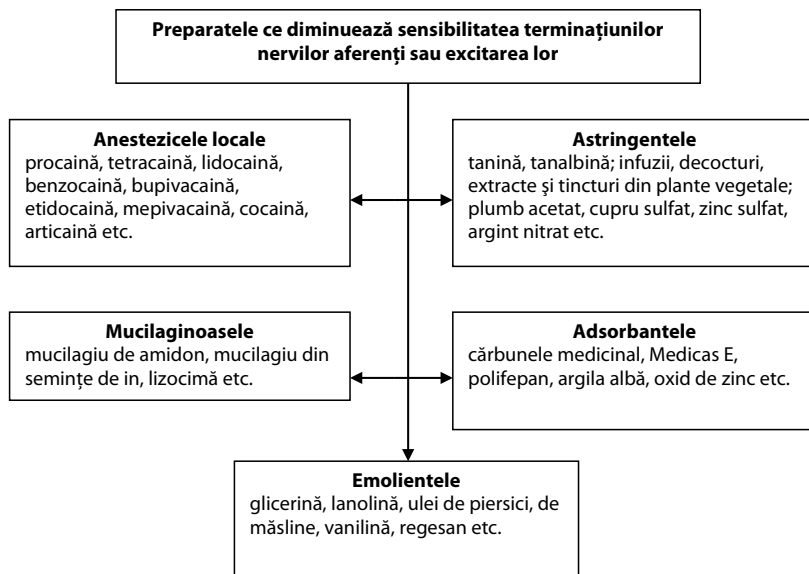 Preparatele ce diminuează sensibilitatea terminațiunilor
nervilor aferenți sau excitarea lor
Anestezicele locale
procaină, tetracaină, lidocaină,
benzocaină, bupivacaină,
etidocaină, mepivacaină, cocaină,
articaină etc.
Astringentele
tanină, tanalbină; infuzii, decocturi,
extracte şi tincturi din plante vegetale;
plumb acetat, cupru sulfat, zinc sulfat,
argint nitrat etc.
Mucilaginoasele
mucilagiu de amidon, mucilagiu din
semințe de in, lizocimă etc.
Adsorbantele
cărbunele medicinal, Medicas E,
polifepan, argila albă, oxid de zinc etc.
Emolientele
glicerină, lanolină, ulei de piersici, de
măsline, vanilină, regesan etc.